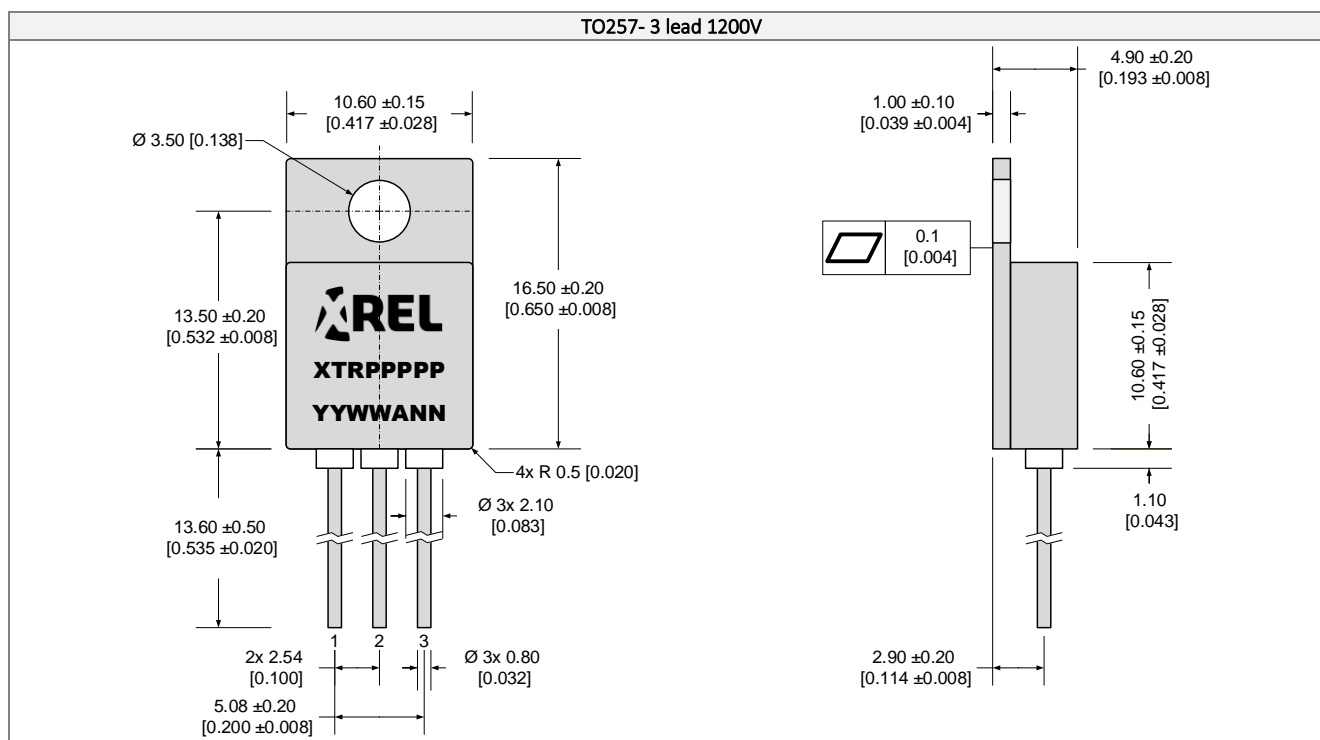 TO257- 3 lead 1200V
4.90 ±0.20
[0.193 ±0.008]
10.60 ±0.15
[0.417 ±0.028]
1.00 ±0.10
[0.039 ±0.004]
Ø 3.50 [0.138]
0.1
[0.004]
16.50 ±0.20
[0.650 ±0.008]
13.50 ±0.20
[0.532 ±0.008]
XREL
XTRPPPPP
YYWWANN
10.60 ±0.15
[0.417 ±0.028]
4x R 0.5 [0.020]
Ø 3x 2.10
[0.083]
1.10
[0.043]
13.60 ±0.50
[0.535 ±0.020]
1 2 3
2x 2.54
[0.100]
Ø 3x 0.80
[0.032]
2.90 ±0.20
[0.114 ±0.008]
5.08 ±0.20
[0.200 ±0.008]